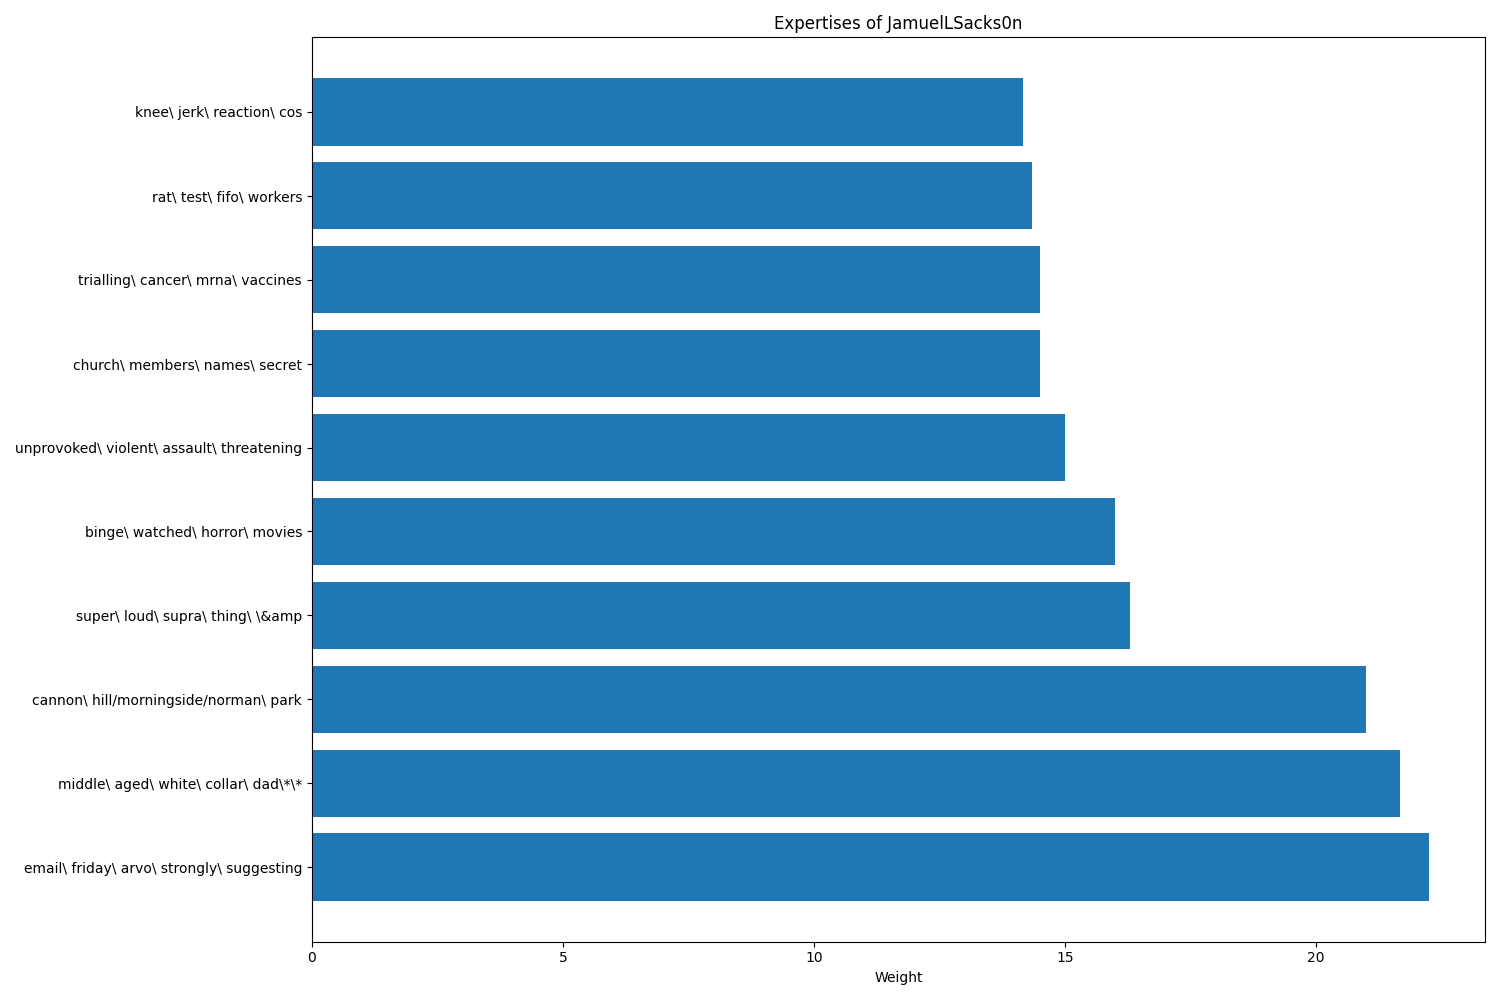 Expertises of JamuelLSacks0n
knee\ jerk\ reaction\ cos
rat\ test\ fifo\ workers
trialling\ cancer\ mrna\ vaccines
church\ members\ names\ secret
unprovoked\ violent\ assault\ threatening
binge\ watched\ horror\ movies
super\ loud\ supra\ thing\ \&amp
cannon\ hill/morningside/norman\ park
middle\ aged\ white\ collar\ dad\*\*
email\ friday\ arvo\ strongly\ suggesting
0 5 10 15 20
Weight